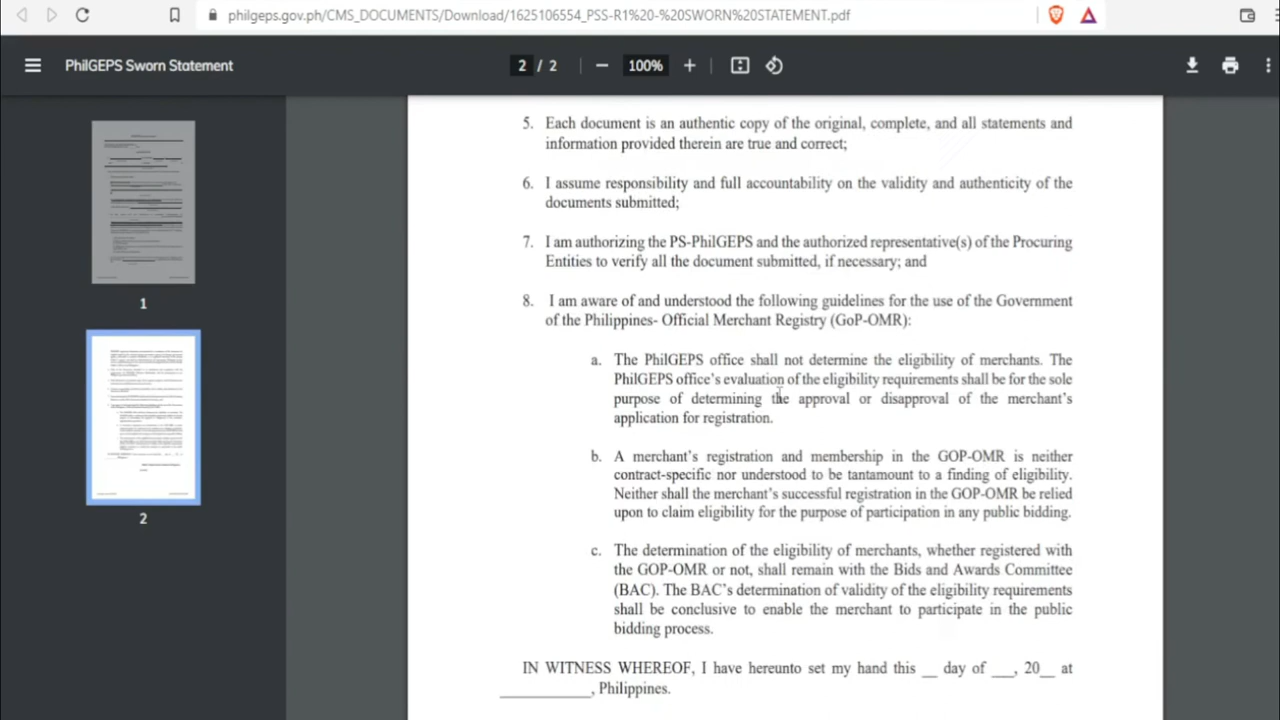 philgeps.gov.ph/CMS_DOCUMENTS/Download/1625106554_PSS-R1%20-%20SWORN%20STATEMENT.pdf
PhilGEPS Sworn Statement
2 / 2
100%
1
2
5. Each document is an authentic copy of the original, complete, and all statements and
information provided therein are true and correct;
6. I assume responsibility and full accountability on the validity and authenticity of the
documents submitted;
7. I am authorizing the PS-PhilGEPS and the authorized representative(s) of the Procuring
Entities to verify all the document submitted, if necessary; and
8. I am aware of and understood the following guidelines for the use of the Government
of the Philippines- Official Merchant Registry (GoP-OMR):
a. The PhilGEPS office shall not determine the eligibility of merchants. The
PhilGEPS office's evaluation of the eligibility requirements shall be for the sole
purpose of determining the approval or disapproval of the merchant's
application for registration.
b. A merchant's registration and membership in the GOP-OMR is neither
contract-specific nor understood to be tantamount to a finding of eligibility.
Neither shall the merchant's successful registration in the GOP-OMR be relied
upon to claim eligibility for the purpose of participation in any public bidding.
c. The determination of the eligibility of merchants, whether registered with
the GOP-OMR or not, shall remain with the Bids and Awards Committee
(BAC). The BAC's determination of validity of the eligibility requirements
shall be conclusive to enable the merchant to participate in the public
bidding process.
IN WITNESS WHEREOF, I have hereunto set my hand this __ day of ___, 20__ at
____________, Philippines.